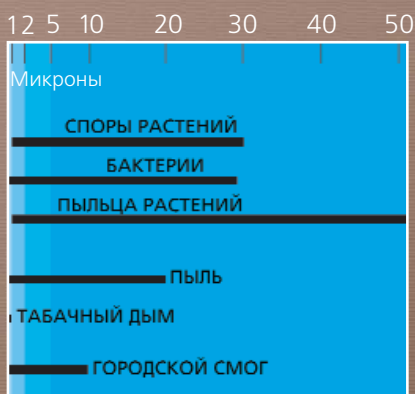 1 2 5 10 20 30 40 50
Микроны
СПОРЫ РАСТЕНИЙ
БАКТЕРИИ
ПЫЛЬЦА РАСТЕНИЙ
ПЫЛЬ
ТАБАЧНЫЙ ДЫМ
ГОРОДСКОЙ СМОГ